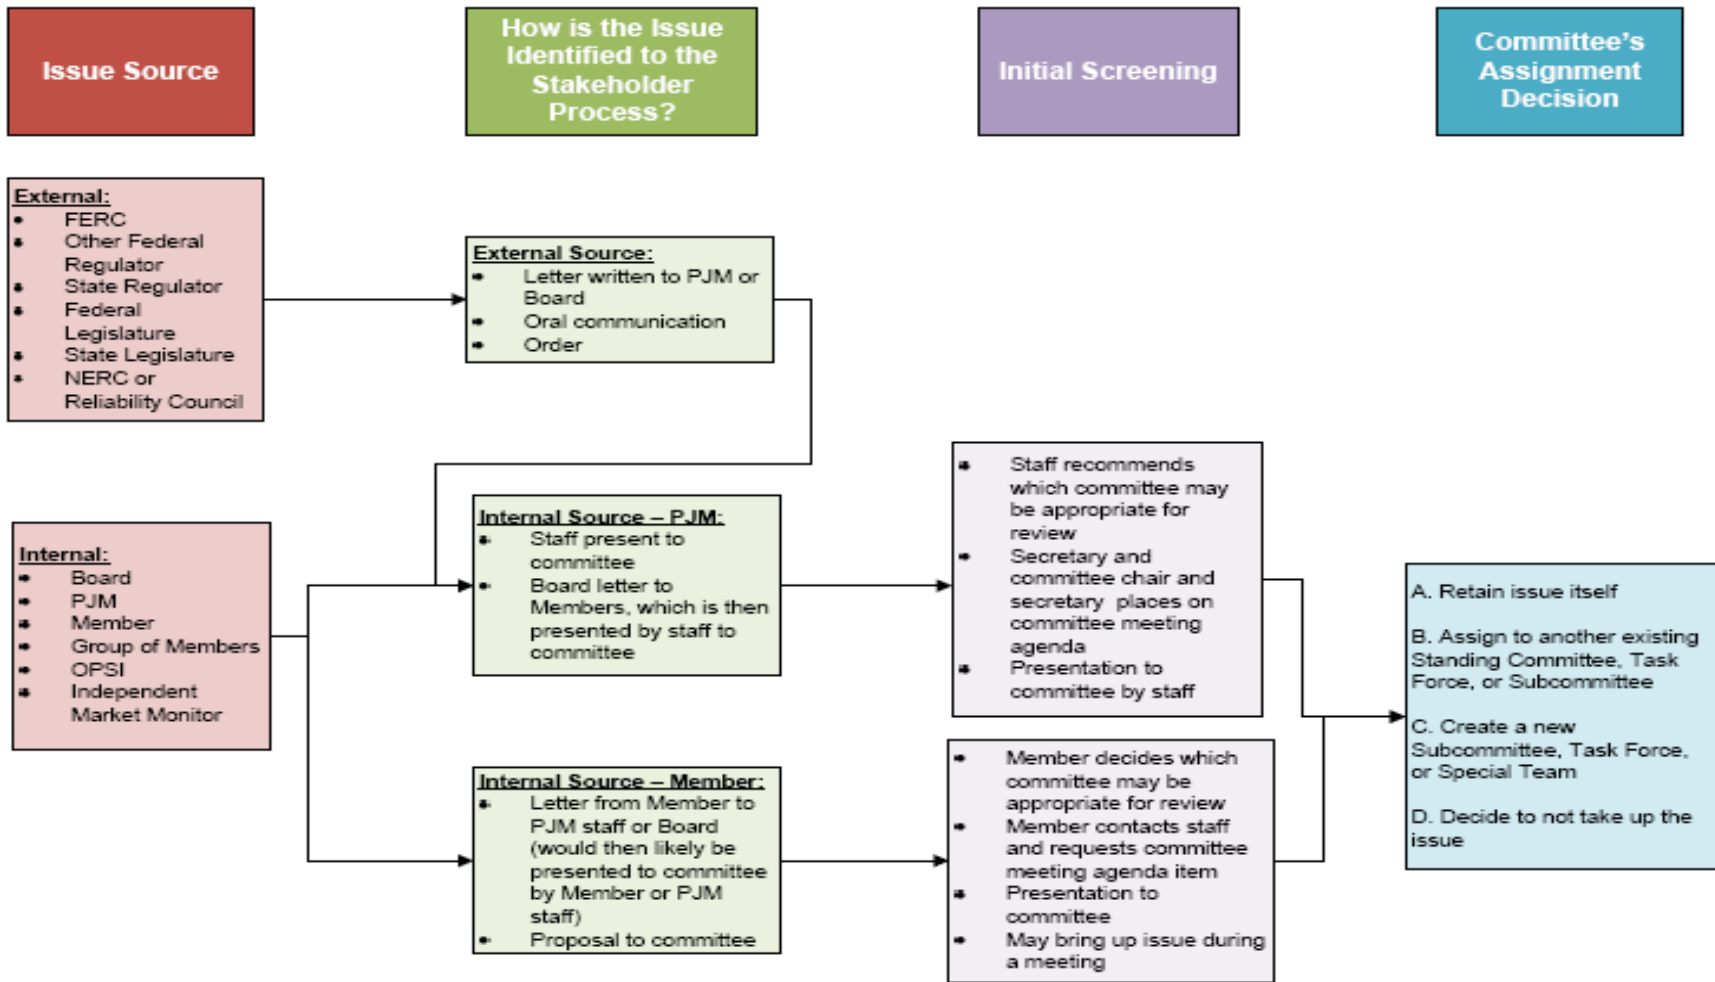 Issue Source
How is the Issue
Identified to the
Stakeholder
Process?
Initial Screening
Committee's
Assignment
Decision
External:
• FERC
• Other Federal
Regulator
• State Regulator
• Federal
Legislature
• State Legislature
• NERC or
Reliability Council
External Source:
• Letter written to PJM or
Board
• Oral communication
• Order
Internal:
• Board
• PJM
• Member
• Group of Members
• OPSI
• Independent
Market Monitor
Internal Source – PJM:
• Staff present to
committee
• Board letter to
Members, which is then
presented by staff to
committee
Internal Source – Member:
• Letter from Member to
PJM staff or Board
(would then likely be
presented to committee
by Member or PJM
staff)
• Proposal to committee
• Staff recommends
which committee may
be appropriate for
review
• Secretary and
committee chair and
secretary places on
committee meeting
agenda
• Presentation to
committee by staff
• Member decides which
committee may be
appropriate for review
• Member contacts staff
and requests committee
meeting agenda item
• Presentation to
committee
• May bring up issue during
a meeting
A. Retain issue itself
B. Assign to another existing
Standing Committee, Task
Force, or Subcommittee
C. Create a new
Subcommittee, Task Force,
or Special Team
D. Decide to not take up the
issue